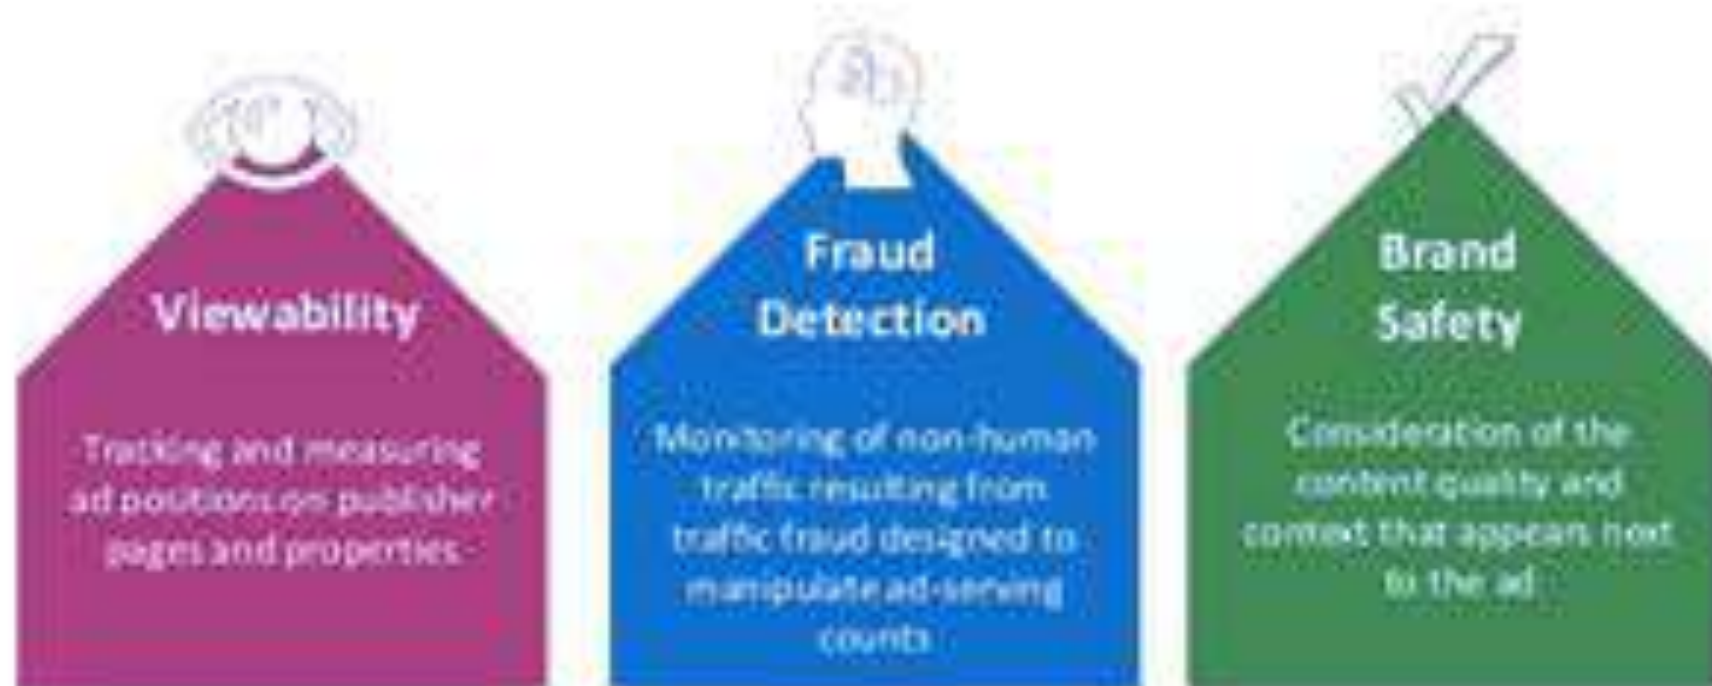 Viewability
Tracking and measuring
ad positions on publisher
pages and properties
Fraud
Detection
Monitoring of non-human
traffic resulting from
traffic fraud designed to
manipulate ad-serving
counts
Brand
Safety
Consideration of the
content quality and
context that appears next
to the ad